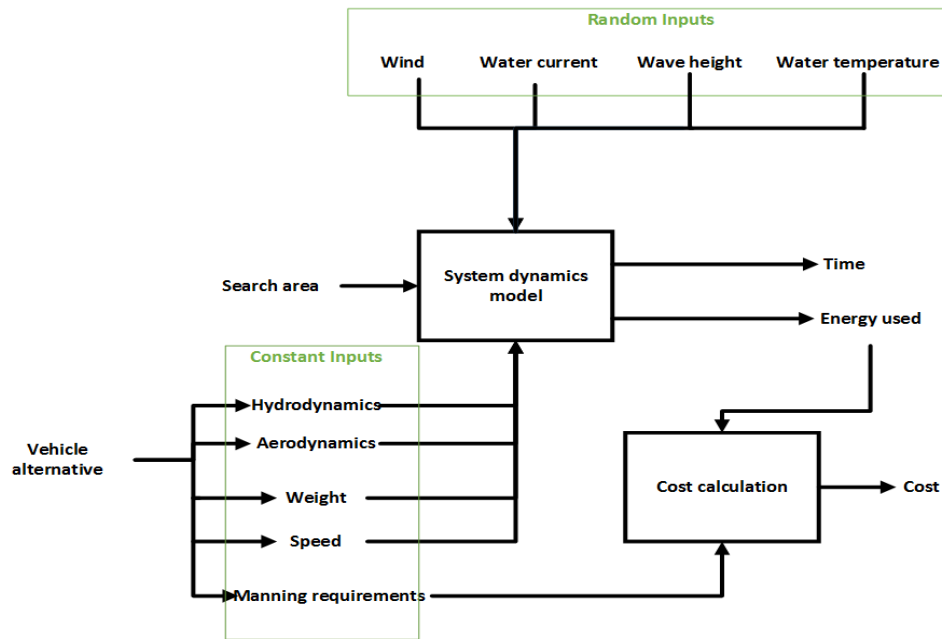 Random Inputs
Wind
Water current
Wave height
Water temperature
System dynamics
model
Time
Search area
Energy used
Constant Inputs
Hydrodynamics
Aerodynamics
Vehicle
alternative
Weight
Cost calculation
Cost
Speed
Manning requirements